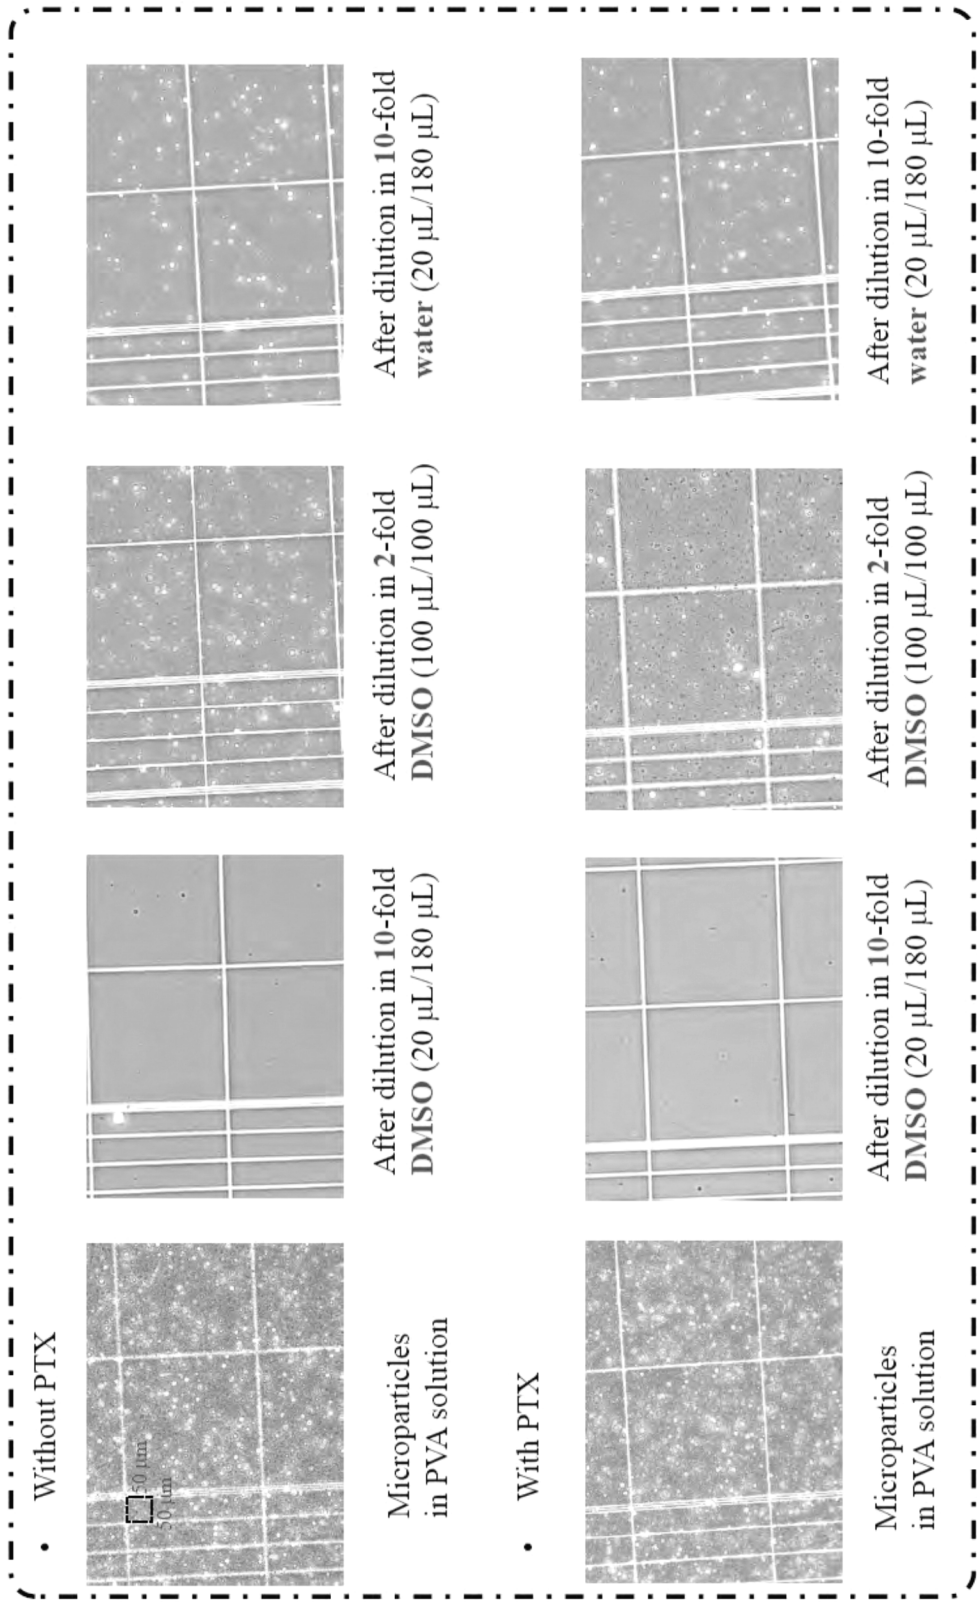 • Without PTX
50 μm
50 μm
Microparticles
in PVA solution
After dilution in 10-fold
DMSO (20 μL/180 μL)
After dilution in 2-fold
DMSO (100 μL/100 μL)
After dilution in 10-fold
water (20 μL/180 μL)
• With PTX
Microparticles
in PVA solution
After dilution in 10-fold
DMSO (20 μL/180 μL)
After dilution in 2-fold
DMSO (100 μL/100 μL)
After dilution in 10-fold
water (20 μL/180 μL)